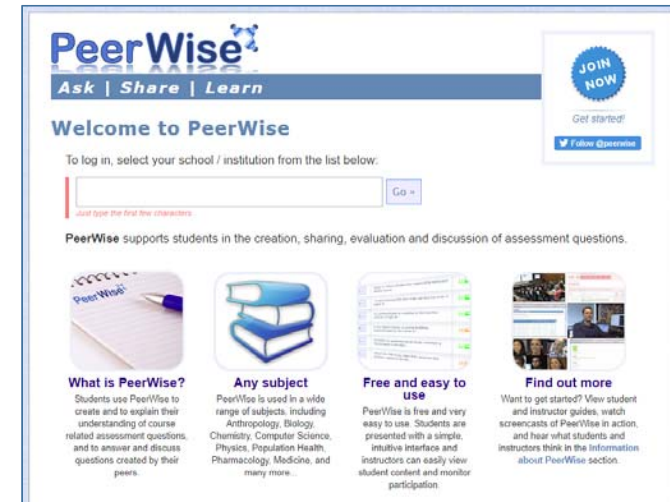 PeerWise
Ask | Share | Learn
JOIN
NOW
Get started!
Follow @peerwise
Welcome to PeerWise
To log in, select your school / institution from the list below:
Go »
Just type the first few characters.
PeerWise supports students in the creation, sharing, evaluation and discussion of assessment questions.
PeerWise
What is PeerWise?
Students use PeerWise to
create and to explain their
understanding of course
related assessment questions,
and to answer and discuss
questions created by their
peers.
Any subject
PeerWise is used in a wide
range of subjects, including
Anthropology, Biology,
Chemistry, Computer Science,
Physics, Population Health,
Pharmacology, Medicine, and
many more...
Free and easy to
use
PeerWise is free and very
easy to use. Students are
presented with a simple,
intuitive interface and
instructors can easily view
student content and monitor
participation.
Find out more
Want to get started? View student
and instructor guides, watch
screencasts of PeerWise in action,
and hear what students and
instructors think in the Information
about PeerWise section.